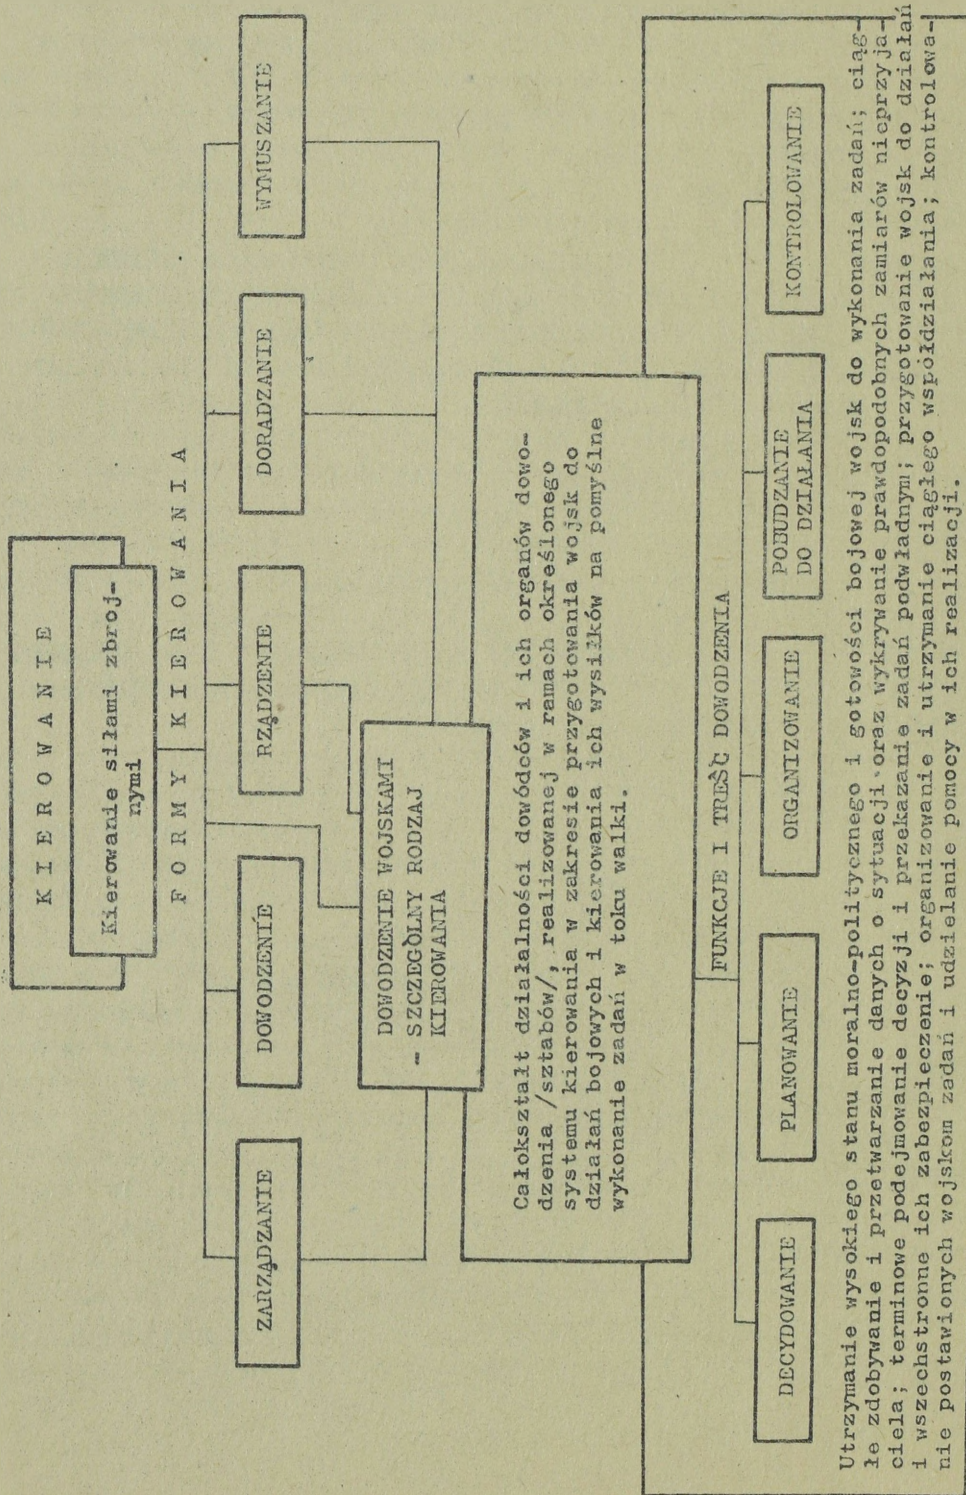 K I E R O W A N I E
Kierowanie siłami zbroj-
nymi
F O R M Y   K I E R O W A N I A
ZARZĄDZANIE
DOWODZENIE
RZĄDZENIE
DORADZANIE
WYMUSZANIE
DOWODZENIE WOJSKAMI
- SZCZEGÓLNY RODZAJ
KIEROWANIA
Całokształt działalności dowódców i ich organów dowo-
dzenia /sztabów/, realizowanej w ramach określonego
systemu kierowania w zakresie przygotowania wojsk do
działań bojowych i kierowania ich wysiłków na pomyślne
wykonanie zadań w toku walki.
FUNKCJE I TREŚĆ DOWODZENIA
DECYDOWANIE
PLANOWANIE
ORGANIZOWANIE
POBUDZANIE
DO DZIAŁANIA
KONTROLOWANIE
Utrzymanie wysokiego stanu moralno-politycznego i gotowości bojowej wojsk do wykonania zadań; ciąg-
łe zdobywanie i przetwarzanie danych o sytuacji oraz wykrywanie prawdopodobnych zamiarów nieprzyja-
ciela; terminowe podejmowanie decyzji i przekazanie zadań podwładnym; przygotowanie wojsk do działań
i wszechstronne ich zabezpieczenie; organizowanie i utrzymanie ciągłego współdziałania; kontrolowa-
nie postawionych wojskom zadań i udzielanie pomocy w ich realizacji.